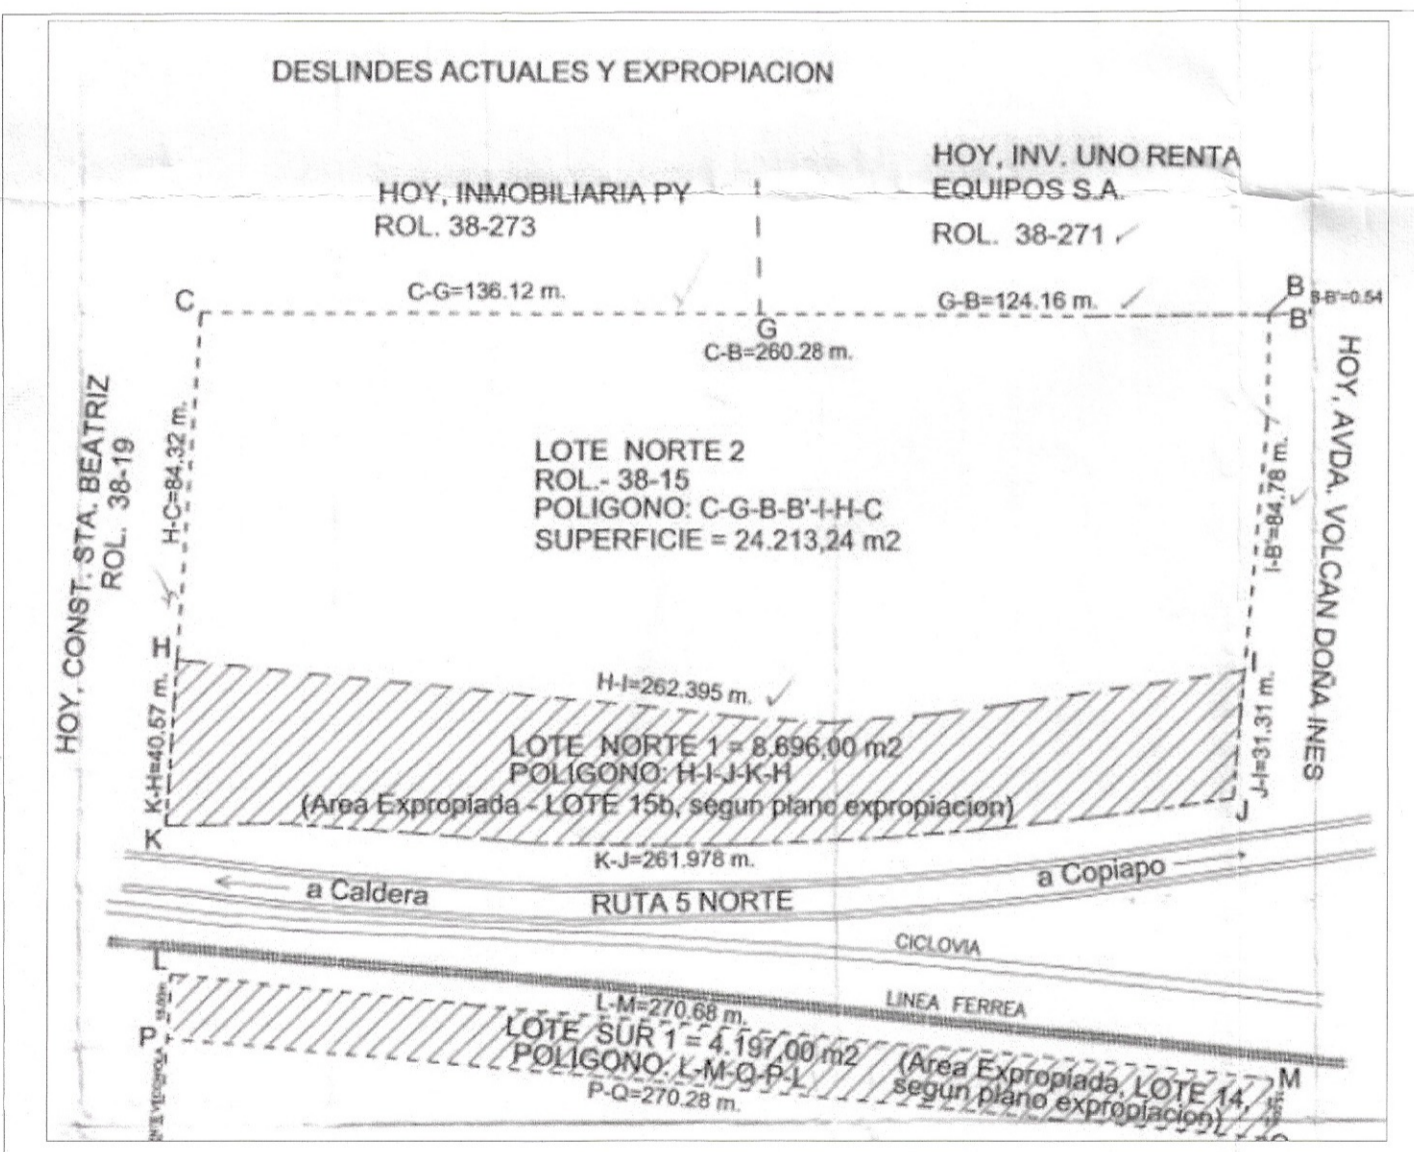 DESLINDES ACTUALES Y EXPROPIACION
HOY, INMOBILIARIA PY
ROL. 38-273
HOY, INV. UNO RENTA
EQUIPOS S.A.
ROL. 38-271
C
C-G=136.12 m.
G-B=124.16 m.
B
B-B'=0.54
B'
G
C-B=260.28 m.
HOY, CONST. STA. BEATRIZ
ROL. 38-19
H-C=84.32 m.
LOTE NORTE 2
ROL.- 38-15
POLIGONO: C-G-B-B'-I-H-C
SUPERFICIE = 24.213,24 m2
I-B'=84.78 m.
HOY, AVDA. VOLCAN DOÑA INES
H
I
H-I=262.395 m.
K-H=40.57 m.
LOTE NORTE 1 = 8.696,00 m2
POLIGONO: H-I-J-K-H
(Area Expropiada - LOTE 15b, segun plano expropiacion)
J-I=31.31 m.
J
K
K-J=261.978 m.
a Caldera
RUTA 5 NORTE
a Copiapo
CICLOVIA
LINEA FERREA
L
L-M=270.68 m.
P
LOTE SUR 1 = 4.197,00 m2
POLIGONO: L-M-Q-P-L
(Area Expropiada, LOTE 14,
segun plano expropiacion)
M
P-Q=270.28 m.